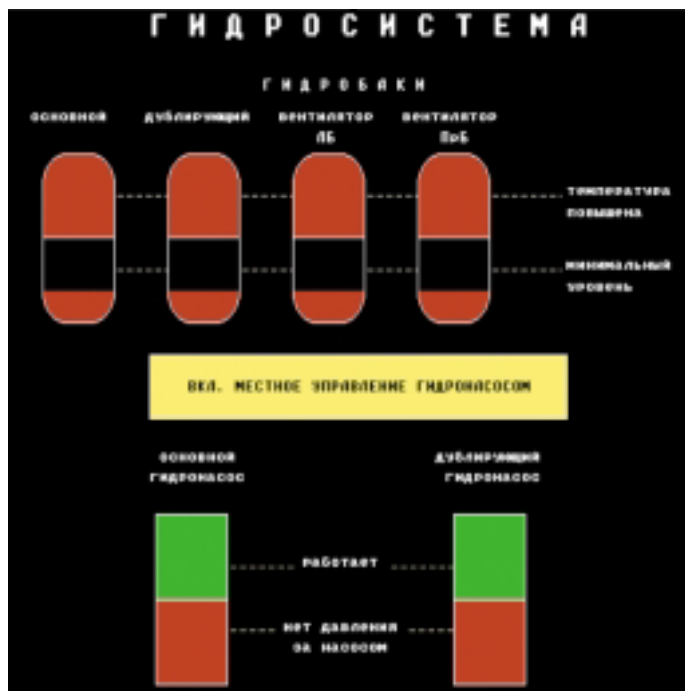 ГИДРОСИСТЕМА
ГИДРОБАКИ
ОСНОВНОЙ ДУБЛИРУЮЩИЙ ВЕНТИЛЯТОР ВЕНТИЛЯТОР
ЛБ ПрБ
ТЕМПЕРАТУРА
ПОВЫШЕНА
МИНИМАЛЬНЫЙ
УРОВЕНЬ
ВКЛ. МЕСТНОЕ УПРАВЛЕНИЕ ГИДРОНАСОСОМ
ОСНОВНОЙ ДУБЛИРУЮЩИЙ
ГИДРОНАСОС ГИДРОНАСОС
РАБОТАЕТ
НЕТ ДАВЛЕНИЯ
ЗА НАСОСОМ